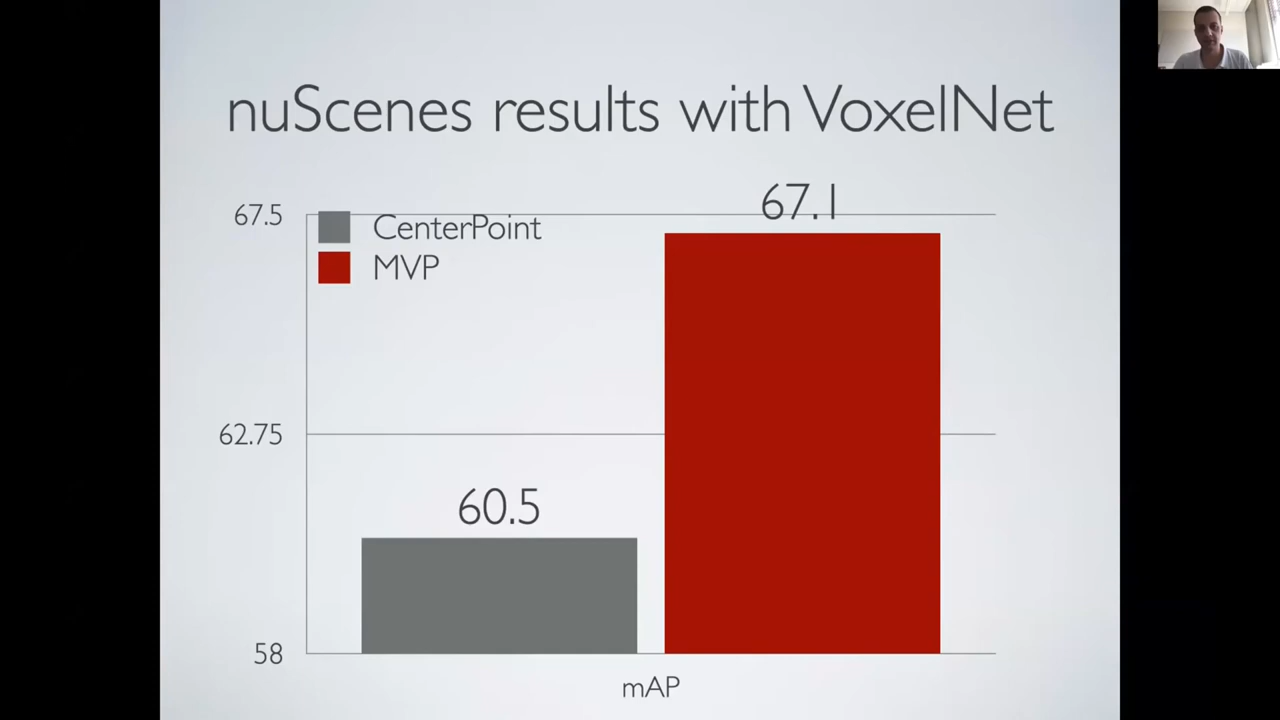 nuScenes results with VoxelNet
67.5
CenterPoint
67.1
MVP
62.75
60.5
58
mAP